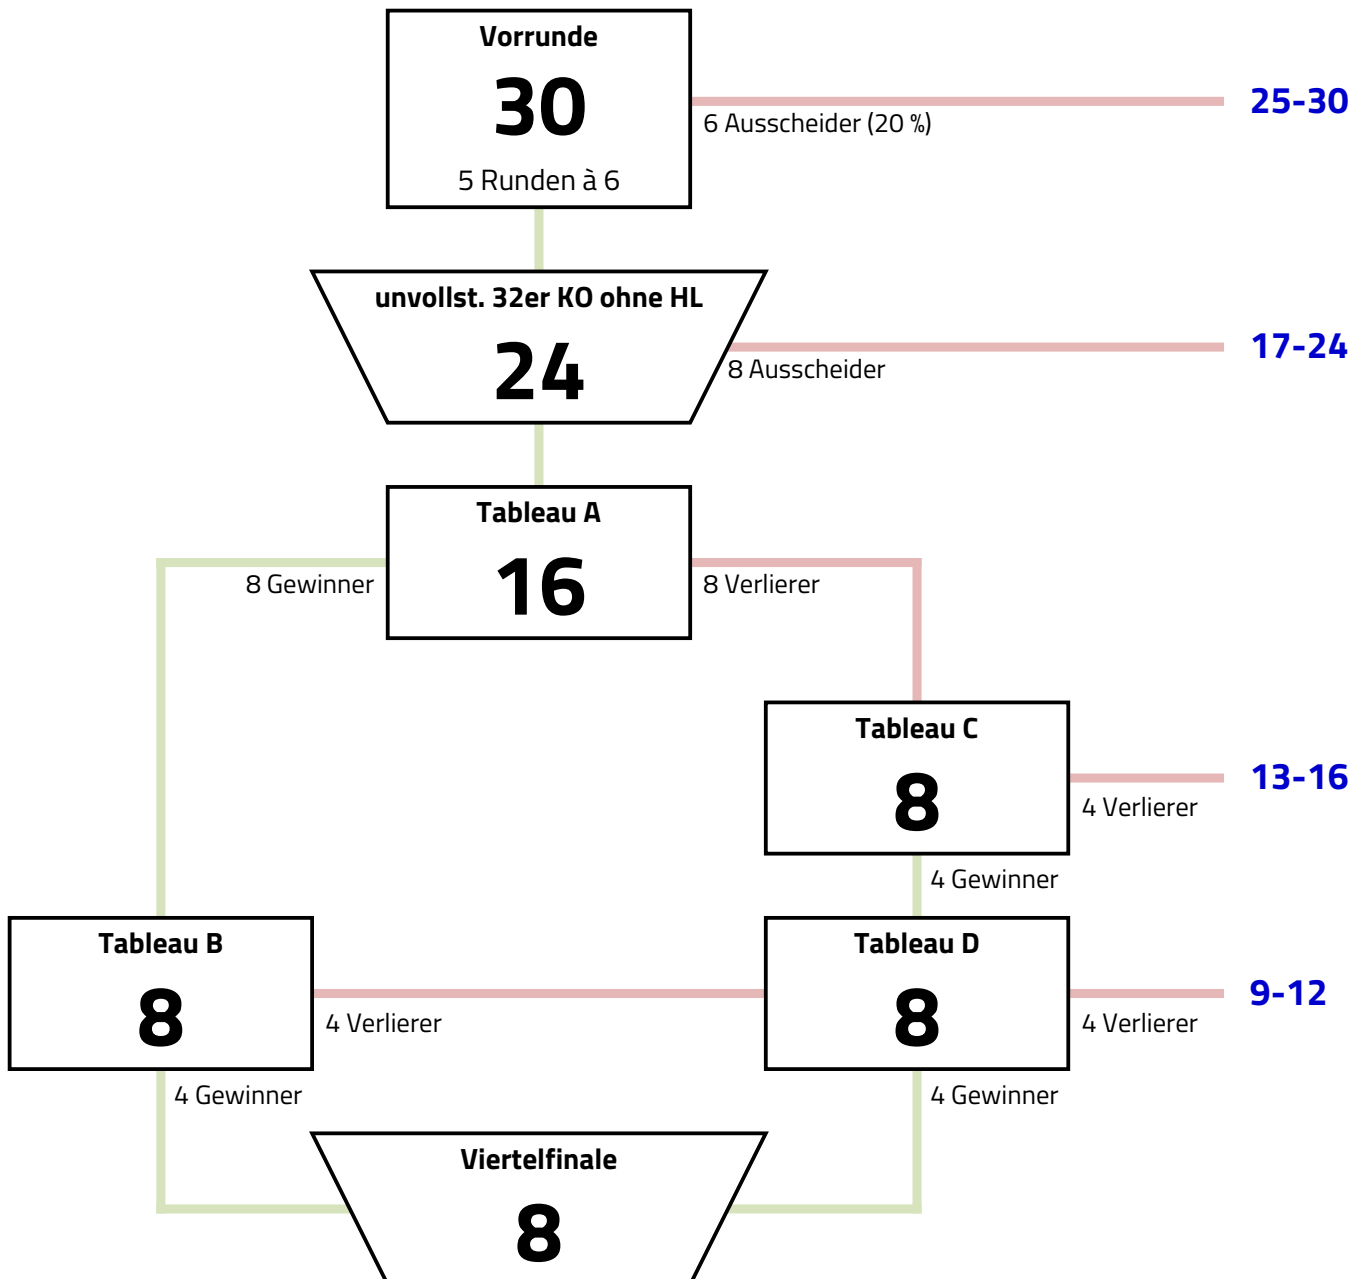 Vorrunde
30
5 Runden à 6
6 Ausscheider (20 %)
25-30
unvollst. 32er KO ohne HL
24
8 Ausscheider
17-24
Tableau A
16
8 Gewinner
8 Verlierer
Tableau C
8
4 Verlierer
13-16
4 Gewinner
Tableau B
8
4 Verlierer
4 Gewinner
Tableau D
8
4 Verlierer
9-12
4 Gewinner
Viertelfinale
8